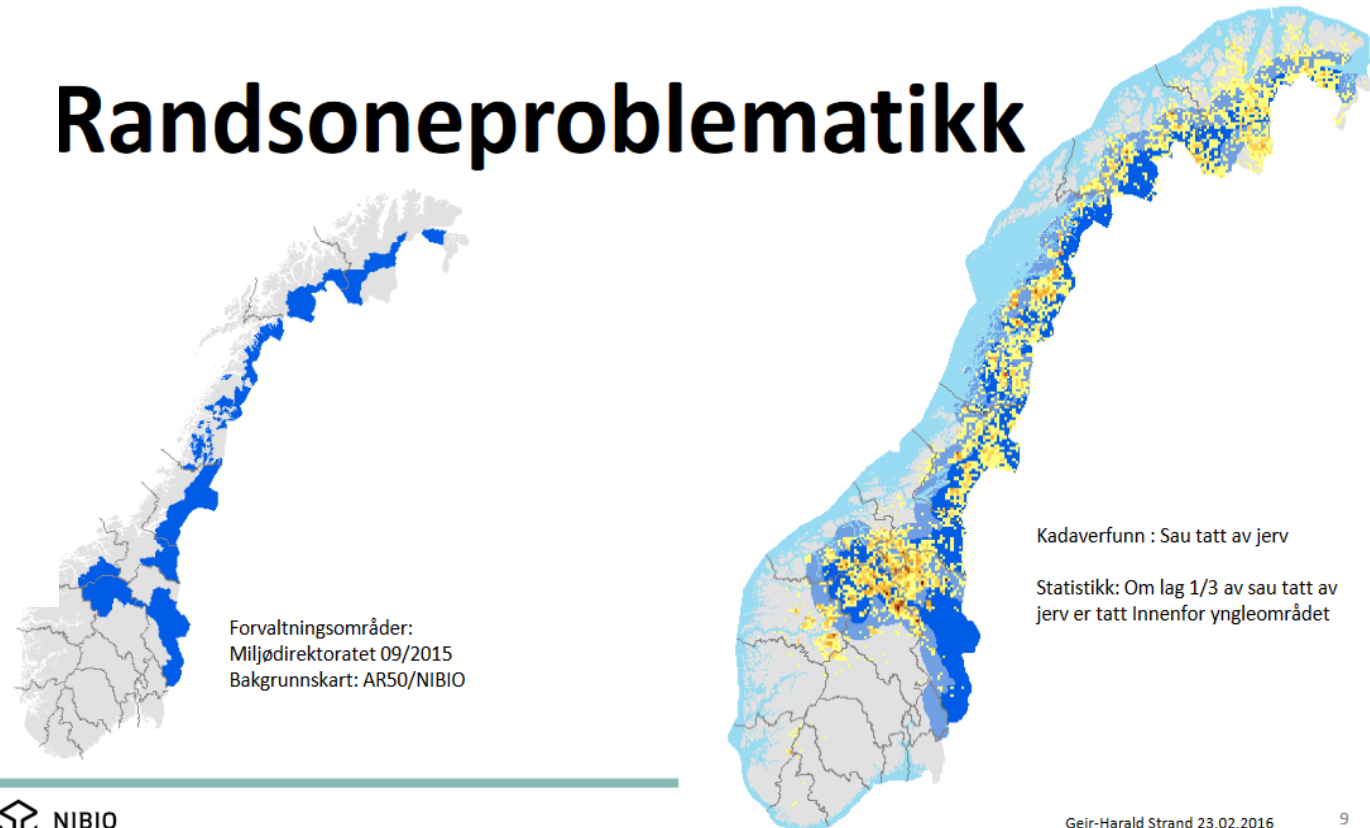 Randsoneproblematikk
Forvaltningsområder:
Miljødirektoratet 09/2015
Bakgrunnskart: AR50/NIBIO
Kadaverfunn : Sau tatt av jerv
Statistikk: Om lag 1/3 av sau tatt av
jerv er tatt Innenfor yngleområdet
NIBIO
Geir-Harald Strand 23.02.2016
9